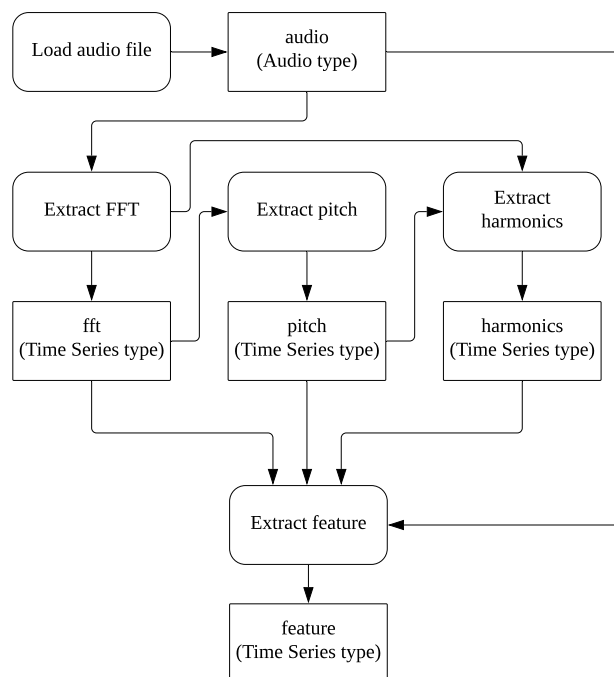 Load audio file
audio
(Audio type)
Extract FFT
Extract pitch
Extract
harmonics
fft
(Time Series type)
pitch
(Time Series type)
harmonics
(Time Series type)
Extract feature
feature
(Time Series type)